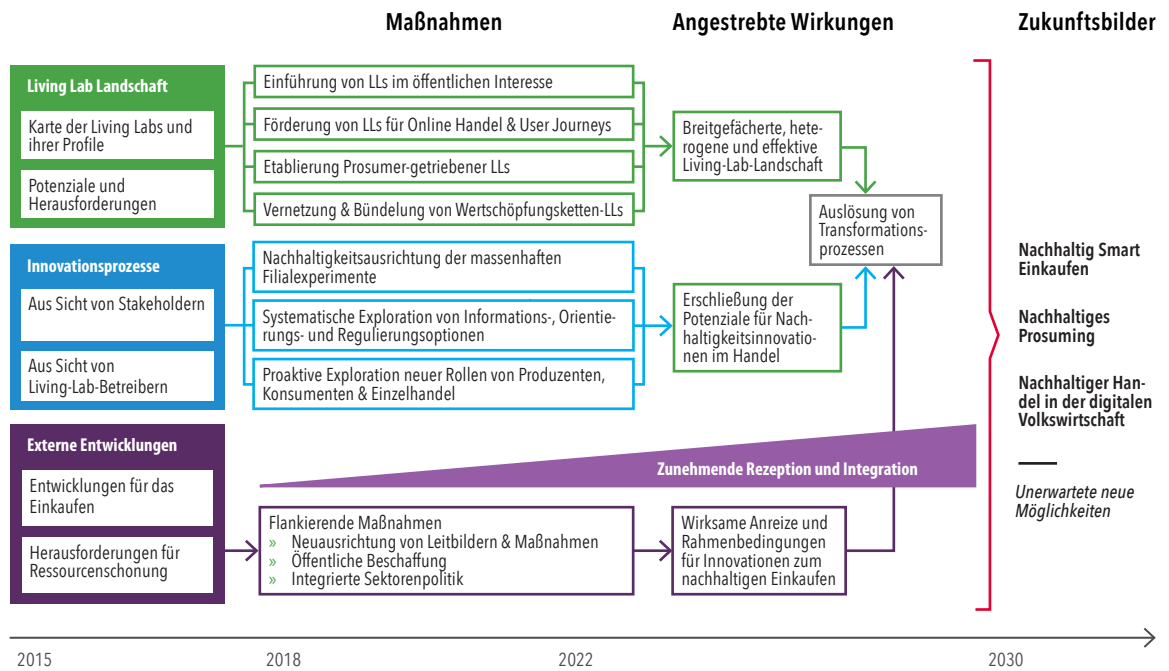 Maßnahmen
Angestrebte Wirkungen
Zukunftsbilder
Living Lab Landschaft
Karte der Living Labs und
ihrer Profile
Potenziale und
Herausforderungen
Einführung von LLs im öffentlichen Interesse
Förderung von LLs für Online Handel & User Journeys
Etablierung Prosumer-getriebener LLs
Vernetzung & Bündelung von Wertschöpfungsketten-LLs
Breitgefächerte, hete-
rogene und effektive
Living-Lab-Landschaft
Auslösung von
Transformations-
prozessen
Innovationsprozesse
Aus Sicht von Stakeholdern
Aus Sicht von
Living-Lab-Betreibern
Nachhaltigkeitsausrichtung der massenhaften
Filialexperimente
Systematische Exploration von Informations-, Orientie-
rungs- und Regulierungsoptionen
Proaktive Exploration neuer Rollen von Produzenten,
Konsumenten & Einzelhandel
Erschließung der
Potenziale für Nach-
haltigkeitsinnovatio-
nen im Handel
Externe Entwicklungen
Entwicklungen für das
Einkaufen
Herausforderungen für
Ressourcenschonung
Zunehmende Rezeption und Integration
Flankierende Maßnahmen
» Neuausrichtung von Leitbildern & Maßnahmen
» Öffentliche Beschaffung
» Integrierte Sektorenpolitik
Wirksame Anreize und
Rahmenbedingungen
für Innovationen zum
nachhaltigen Einkaufen
Nachhaltig Smart
Einkaufen
Nachhaltiges
Prosuming
Nachhaltiger Han-
del in der digitalen
Volkswirtschaft
Unerwartete neue
Möglichkeiten
2015
2018
2022
2030